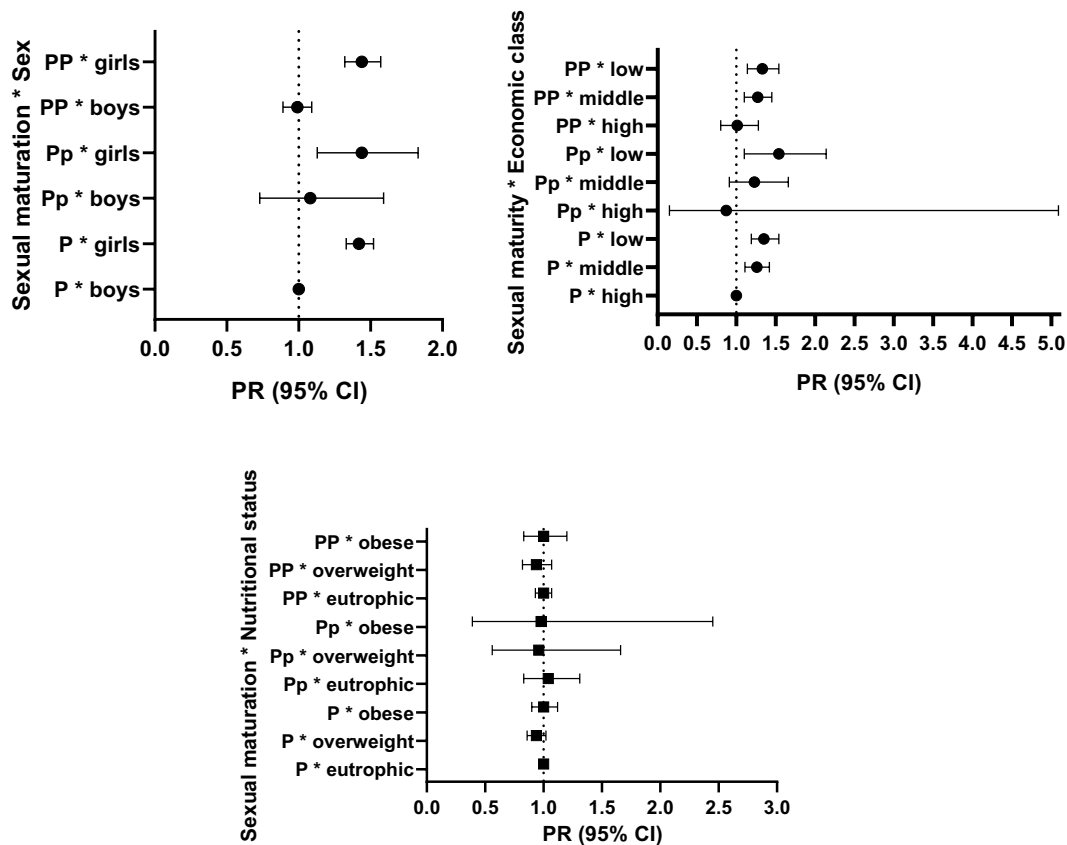 Sexual maturation * Sex
PP * girls
PP * boys
Pp * girls
Pp * boys
P * girls
P * boys
0.0 0.5 1.0 1.5 2.0
PR (95% CI)
Sexual maturity * Economic class
PP * low
PP * middle
PP * high
Pp * low
Pp * middle
Pp * high
P * low
P * middle
P * high
0.0 0.5 1.0 1.5 2.0 2.5 3.0 3.5 4.0 4.5 5.0
PR (95% CI)
Sexual maturation * Nutritional status
PP * obese
PP * overweight
PP * eutrophic
Pp * obese
Pp * overweight
Pp * eutrophic
P * obese
P * overweight
P * eutrophic
0.0 0.5 1.0 1.5 2.0 2.5 3.0
PR (95% CI)